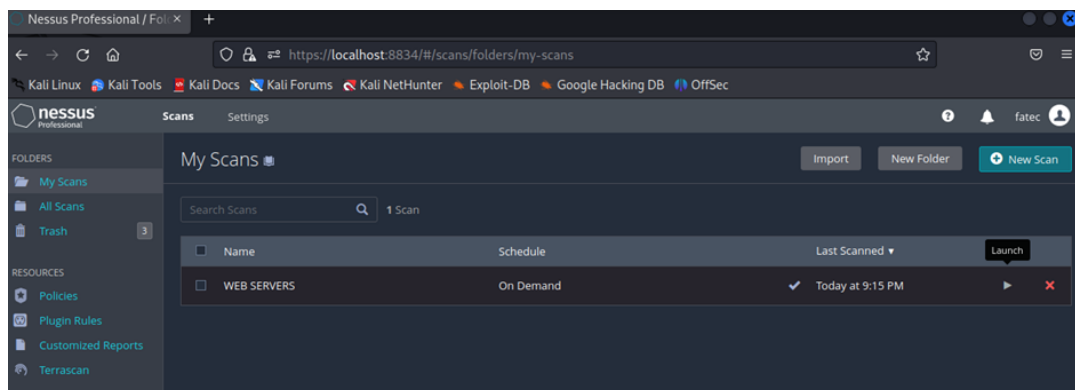 Nessus Professional / Fol
https://localhost:8834/#/scans/folders/my-scans
Kali Linux Kali Tools Kali Docs Kali Forums Kali NetHunter Exploit-DB Google Hacking DB OffSec
nessus Professional Scans Settings fatec
FOLDERS
My Scans
All Scans
Trash 3
RESOURCES
Policies
Plugin Rules
Customized Reports
Terrascan
My Scans Import New Folder New Scan
Search Scans 1 Scan
Name Schedule Last Scanned Launch
WEB SERVERS On Demand Today at 9:15 PM